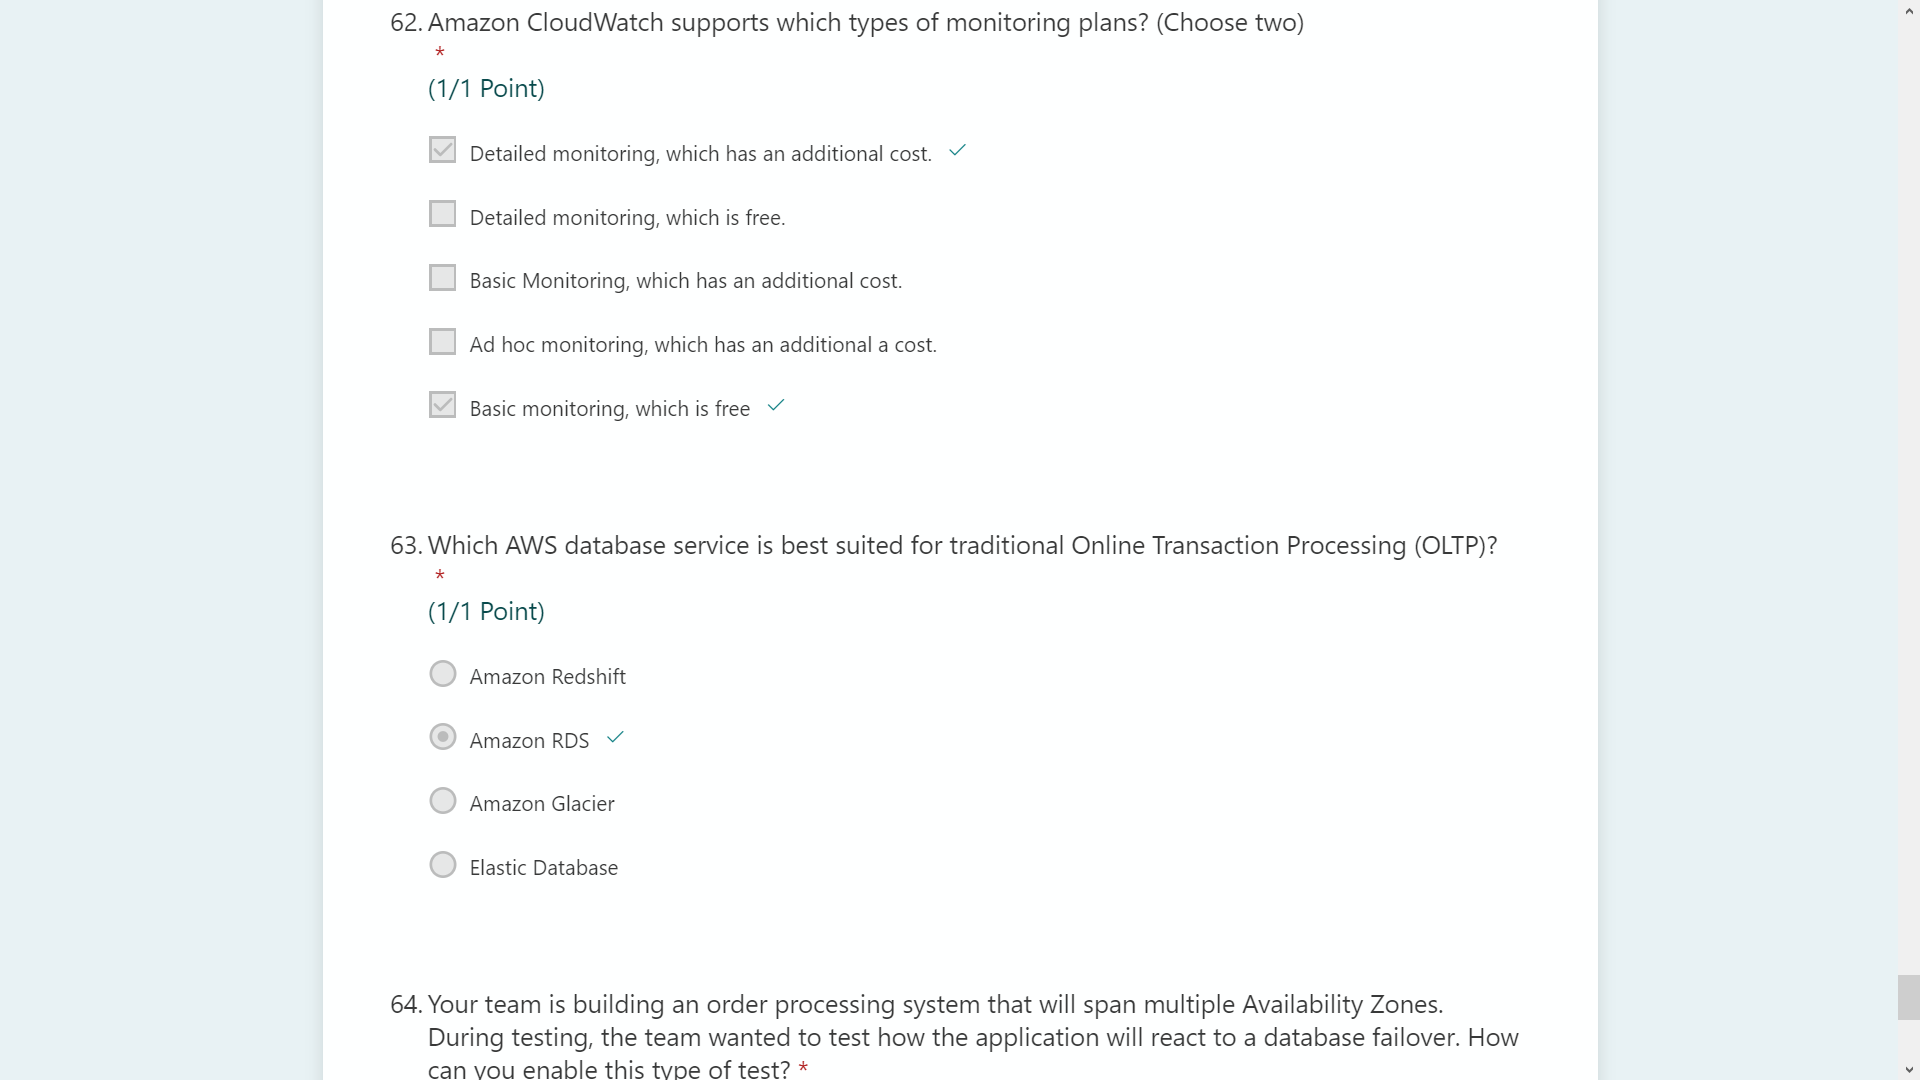 62. Amazon CloudWatch supports which types of monitoring plans? (Choose two)
*
(1/1 Point)
Detailed monitoring, which has an additional cost.
Detailed monitoring, which is free.
Basic Monitoring, which has an additional cost.
Ad hoc monitoring, which has an additional a cost.
Basic monitoring, which is free
63. Which AWS database service is best suited for traditional Online Transaction Processing (OLTP)?
*
(1/1 Point)
Amazon Redshift
Amazon RDS
Amazon Glacier
Elastic Database
64. Your team is building an order processing system that will span multiple Availability Zones.
During testing, the team wanted to test how the application will react to a database failover. How
can you enable this type of test? *